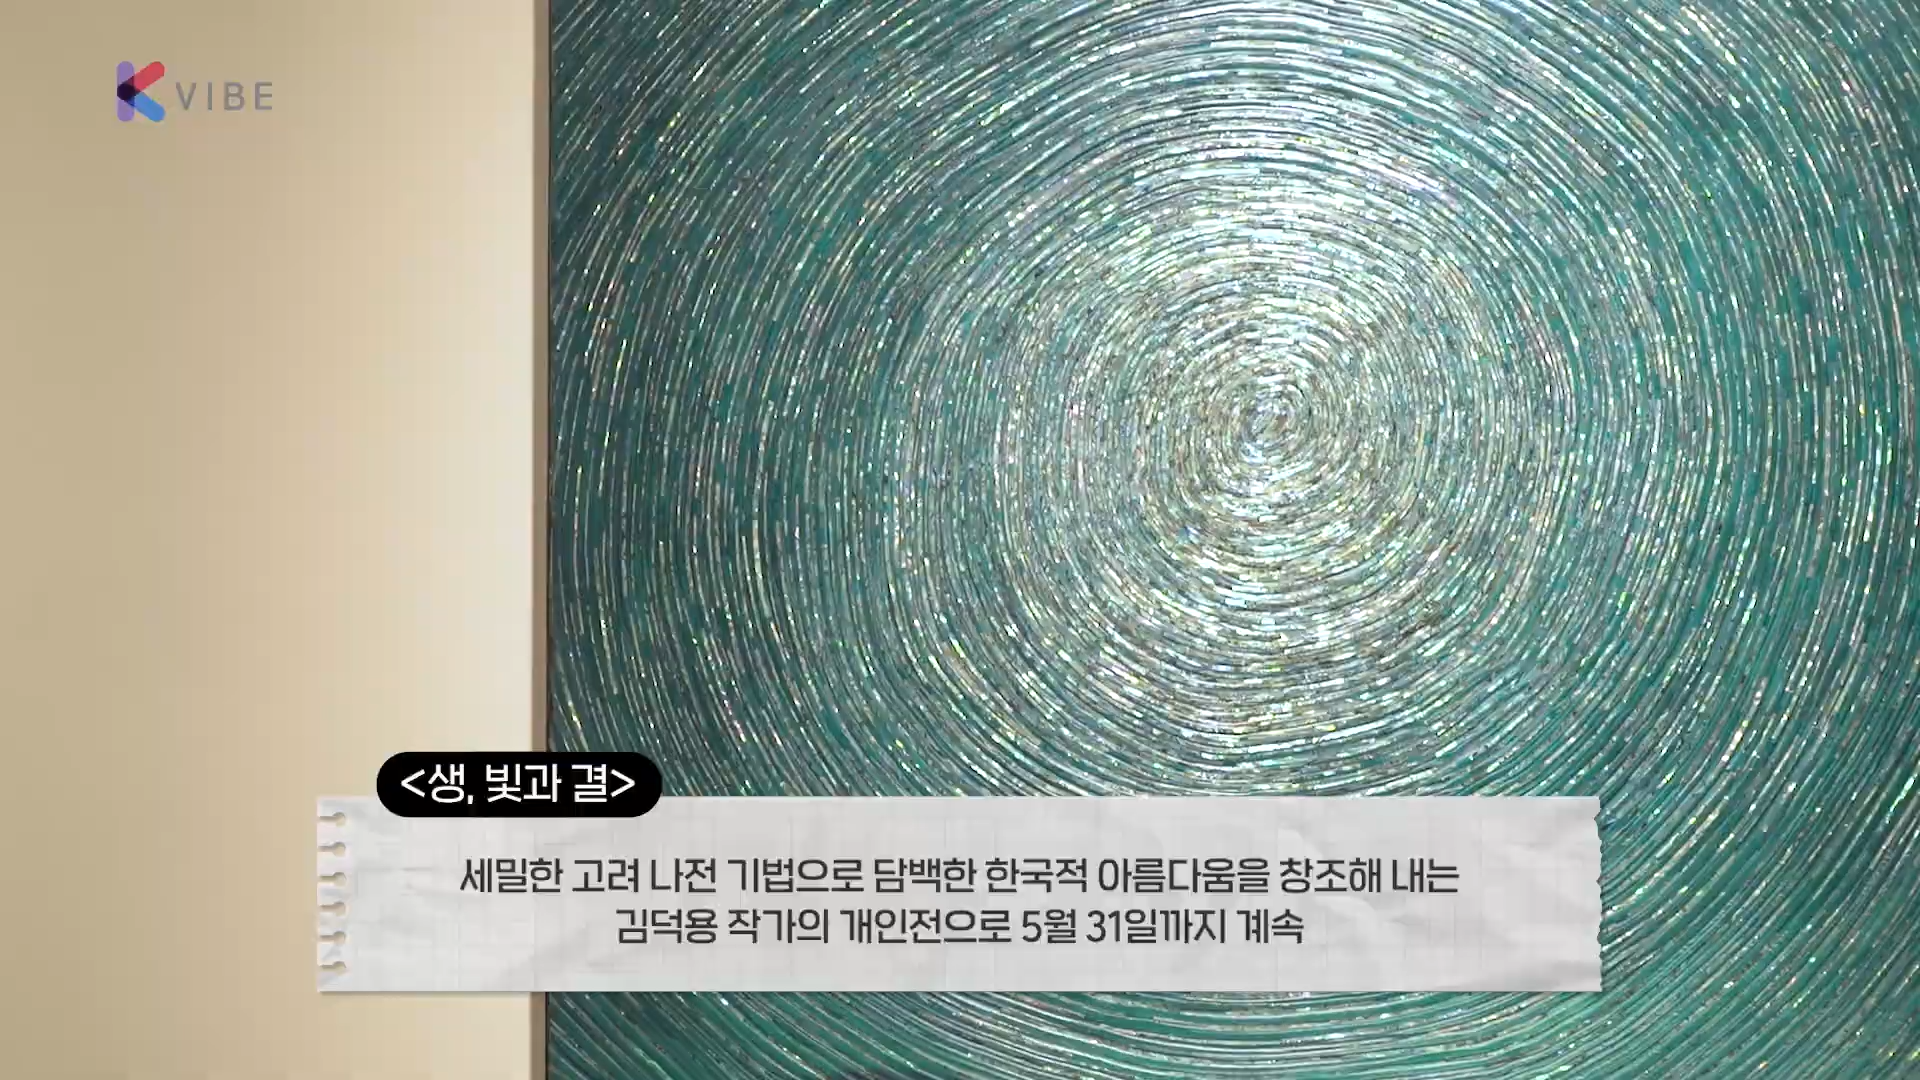 K VIBE
<생, 빛과 결>
세밀한 고려 나전 기법으로 담백한 한국적 아름다움을 창조해 내는
김덕용 작가의 개인전으로 5월 31일까지 계속